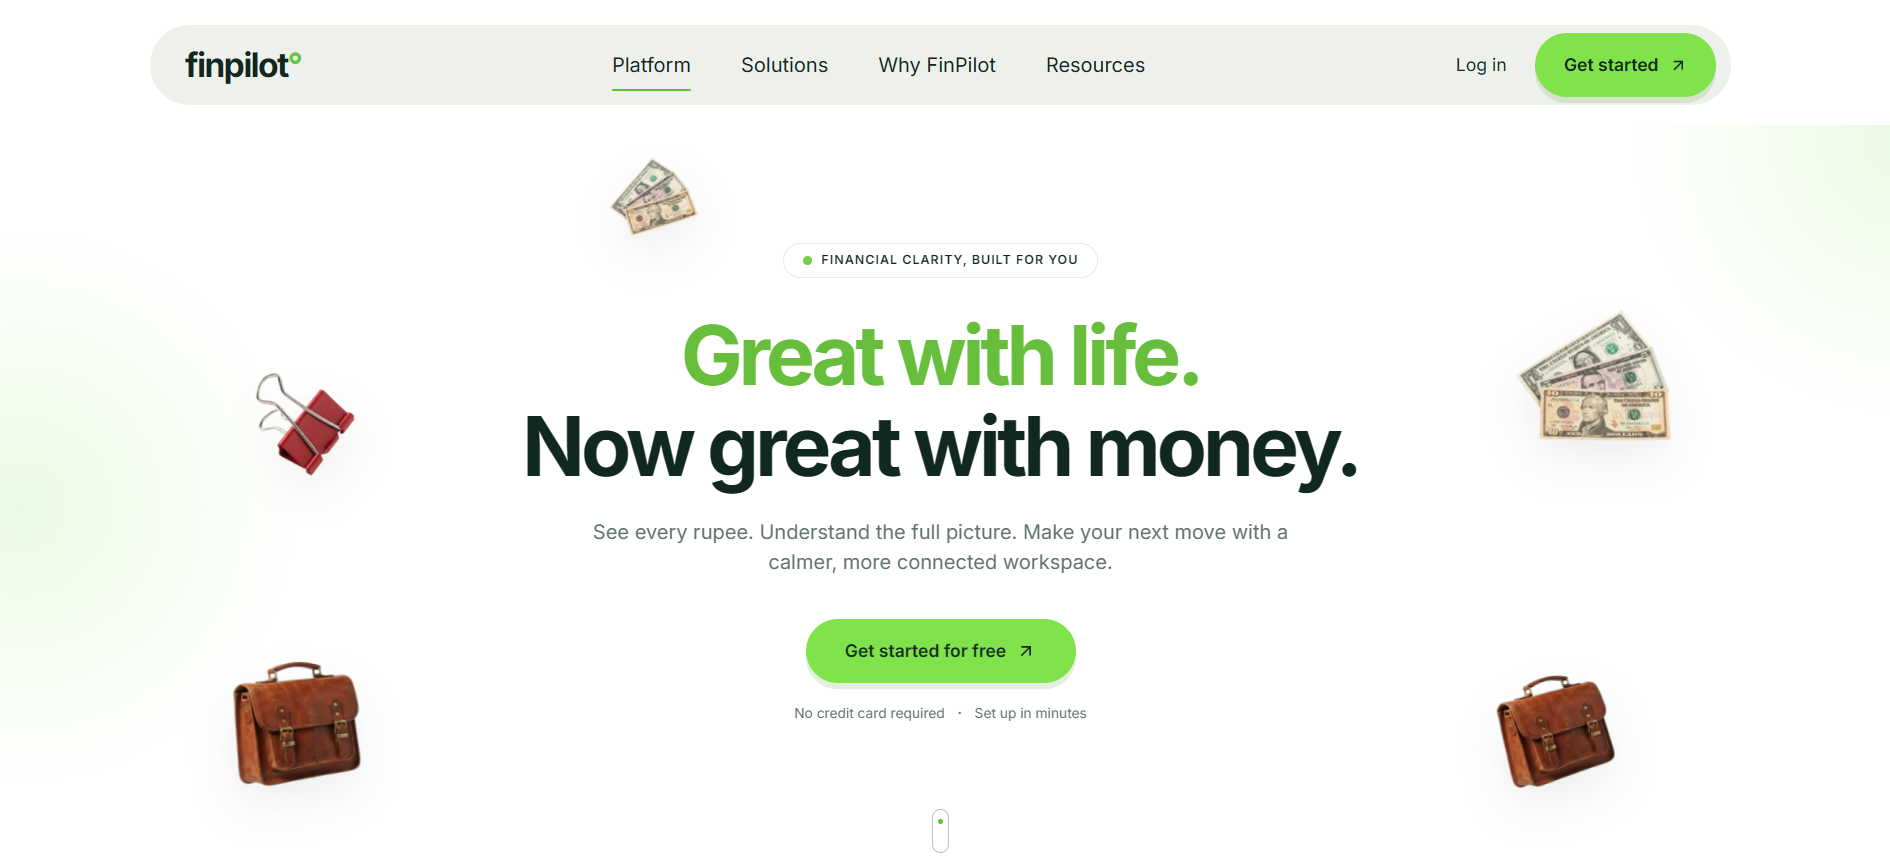 finpilot
Platform Solutions Why FinPilot Resources Log in Get started
FINANCIAL CLARITY, BUILT FOR YOU
Great with life.
Now great with money.
See every rupee. Understand the full picture. Make your next move with a
calmer, more connected workspace.
Get started for free
No credit card required · Set up in minutes